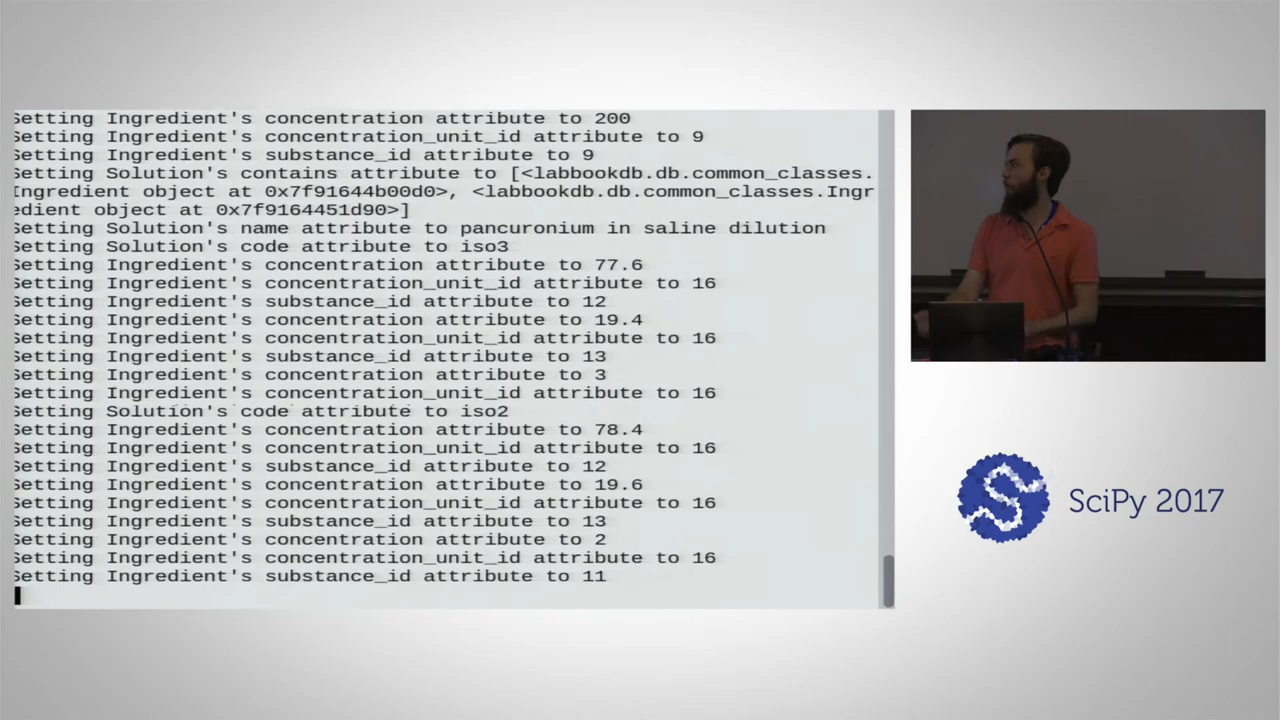 Setting Ingredient's concentration attribute to 200
Setting Ingredient's concentration_unit_id attribute to 9
Setting Ingredient's substance_id attribute to 9
Setting Solution's contains attribute to [<labbookdb.db.common_classes.
Ingredient object at 0x7f91644b00d0>, <labbookdb.db.common_classes.Ingr
edient object at 0x7f9164451d90>]
Setting Solution's name attribute to pancuronium in saline dilution
Setting Solution's code attribute to iso3
Setting Ingredient's concentration attribute to 77.6
Setting Ingredient's concentration_unit_id attribute to 16
Setting Ingredient's substance_id attribute to 12
Setting Ingredient's concentration attribute to 19.4
Setting Ingredient's concentration_unit_id attribute to 16
Setting Ingredient's substance_id attribute to 13
Setting Ingredient's concentration attribute to 3
Setting Ingredient's concentration_unit_id attribute to 16
Setting Solution's code attribute to iso2
Setting Ingredient's concentration attribute to 78.4
Setting Ingredient's concentration_unit_id attribute to 16
Setting Ingredient's substance_id attribute to 12
Setting Ingredient's concentration attribute to 19.6
Setting Ingredient's concentration_unit_id attribute to 16
Setting Ingredient's substance_id attribute to 13
Setting Ingredient's concentration attribute to 2
Setting Ingredient's concentration_unit_id attribute to 16
Setting Ingredient's substance_id attribute to 11
SciPy 2017